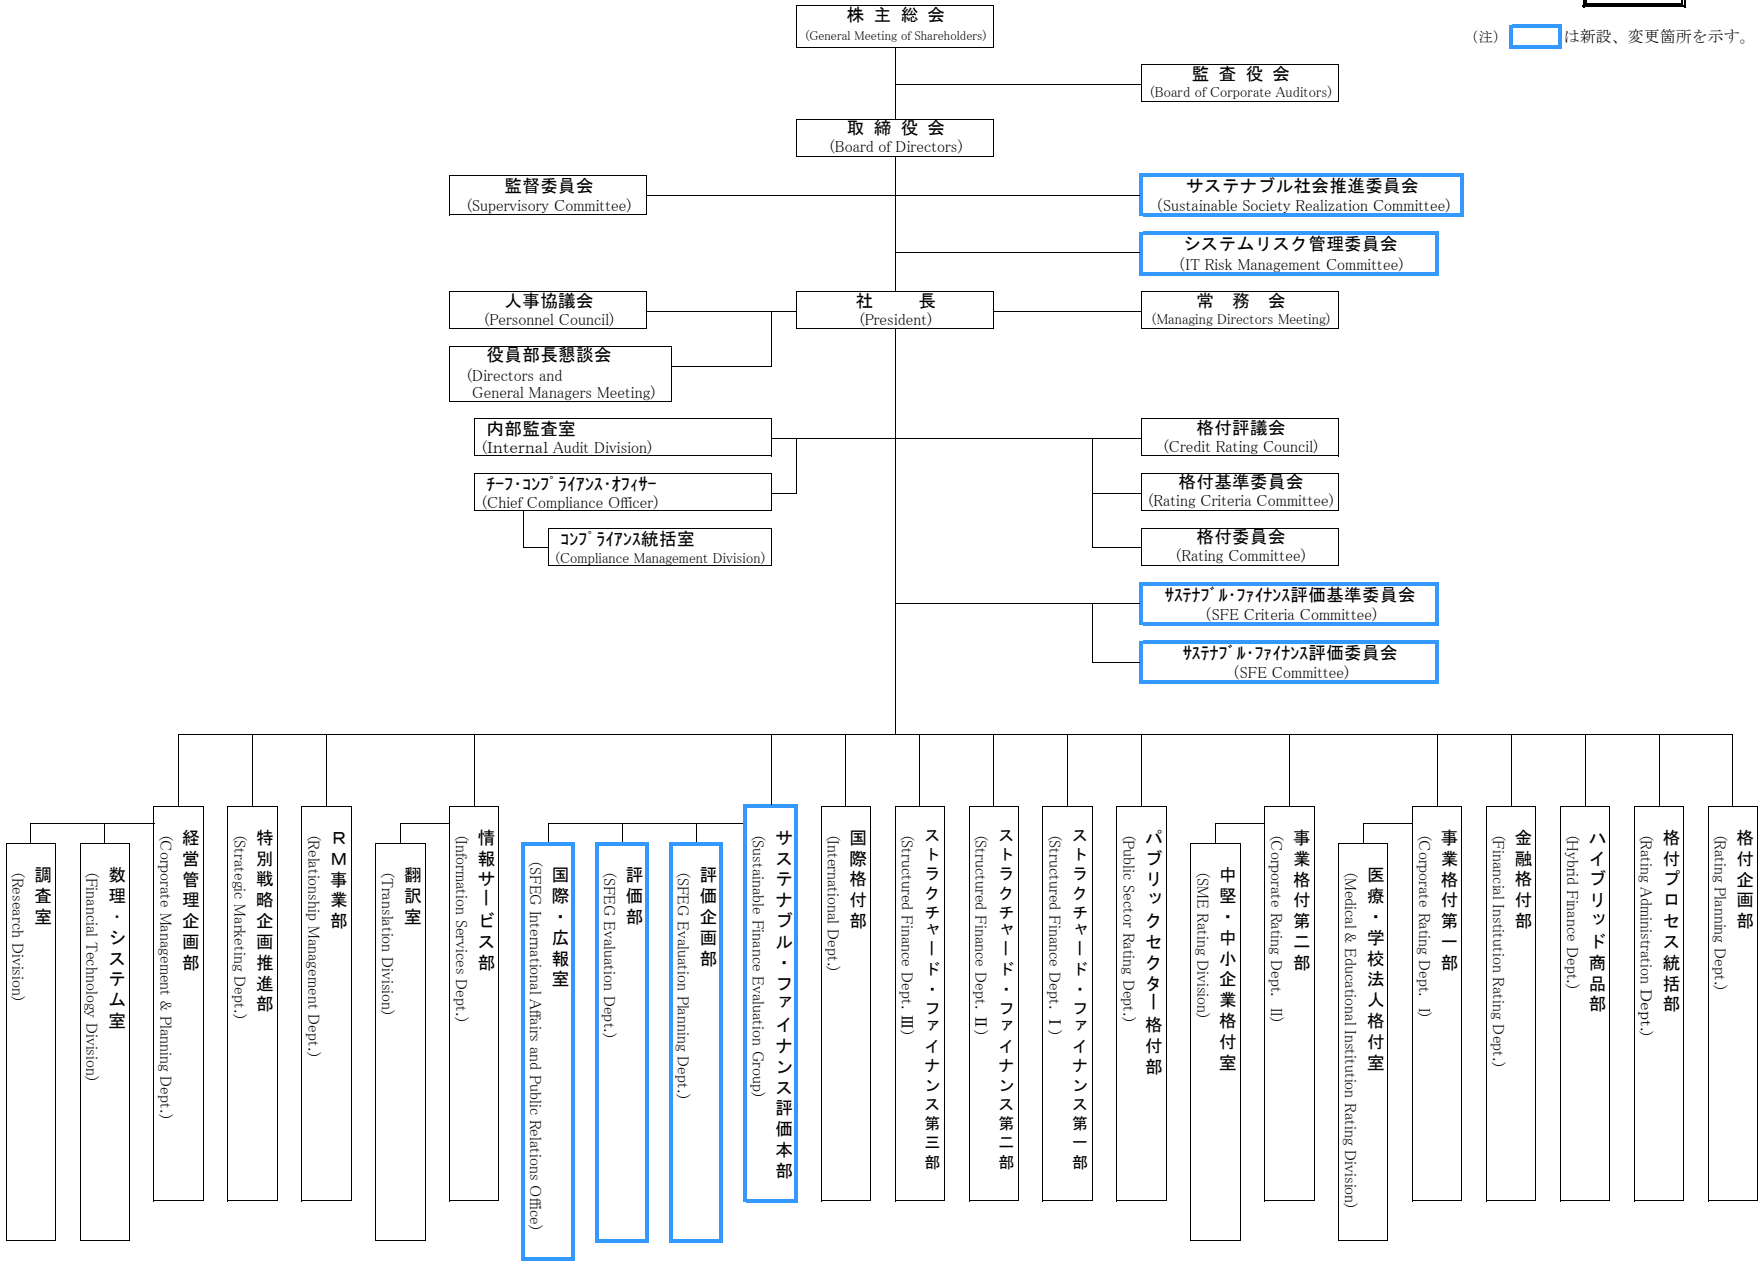 株主総会
(General Meeting of Shareholders)
(注) は新設、変更箇所を示す。
監査役会
(Board of Corporate Auditors)
取締役会
(Board of Directors)
監督委員会
(Supervisory Committee)
サステナブル社会推進委員会
(Sustainable Society Realization Committee)
システムリスク管理委員会
(IT Risk Management Committee)
人事協議会
(Personnel Council)
社長
(President)
常務会
(Managing Directors Meeting)
役員部長懇談会
(Directors and
General Managers Meeting)
内部監査室
(Internal Audit Division)
格付評議会
(Credit Rating Council)
ﾁｰﾌ･ｺﾝﾌﾟﾗｲｱﾝｽ･ｵﾌｨｻｰ
(Chief Compliance Officer)
格付基準委員会
(Rating Criteria Committee)
ｺﾝﾌﾟﾗｲｱﾝｽ統括室
(Compliance Management Division)
格付委員会
(Rating Committee)
ｻｽﾃﾅﾌﾞﾙ･ﾌｧｲﾅﾝｽ評価基準委員会
(SFE Criteria Committee)
ｻｽﾃﾅﾌﾞﾙ･ﾌｧｲﾅﾝｽ評価委員会
(SFE Committee)
調査室
(Research Division)
数理・システム室
(Financial Technology Division)
経営管理企画部
(Corporate Management & Planning Dept.)
特別戦略企画推進部
(Strategic Marketing Dept.)
ＲＭ事業部
(Relationship Management Dept.)
翻訳室
(Translation Division)
情報サービス部
(Information Services Dept.)
国際・広報室
(SFEG International Affairs and Public Relations Office)
評価部
(SFEG Evaluation Dept.)
評価企画部
(SFEG Evaluation Planning Dept.)
サステナブル・ファイナンス評価本部
(Sustainable Finance Evaluation Group)
国際格付部
(International Dept.)
ストラクチャード・ファイナンス第三部
(Structured Finance Dept. Ⅲ)
ストラクチャード・ファイナンス第二部
(Structured Finance Dept. Ⅱ)
ストラクチャード・ファイナンス第一部
(Structured Finance Dept. Ⅰ)
パブリックセクター格付部
(Public Sector Rating Dept.)
中堅・中小企業格付室
(SME Rating Division)
事業格付第二部
(Corporate Rating Dept. Ⅱ)
医療・学校法人格付室
(Medical & Educational Institution Rating Division)
事業格付第一部
(Corporate Rating Dept. Ⅰ)
金融格付部
(Financial Institution Rating Dept.)
ハイブリッド商品部
(Hybrid Finance Dept.)
格付プロセス統括部
(Rating Administration Dept.)
格付企画部
(Rating Planning Dept.)